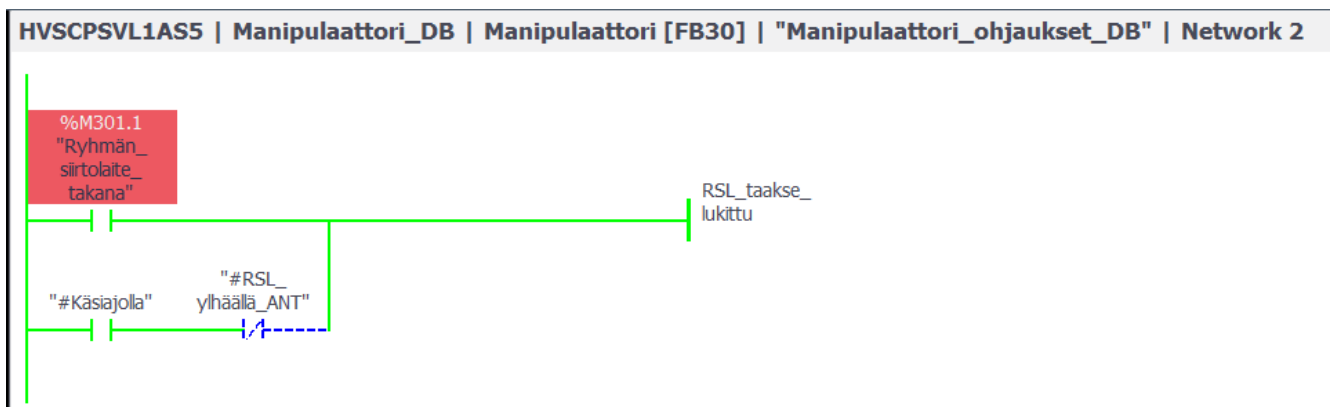 HVSCPSVL1AS5 | Manipulaattori_DB | Manipulaattori [FB30] | "Manipulaattori_ohjaukset_DB" | Network 2
%M301.1
"Ryhmän_
siirtolaite_
takana"
RSL_taakse_
lukittu
"#Käsiajolla"
"#RSL_
ylhäällä_ANT"